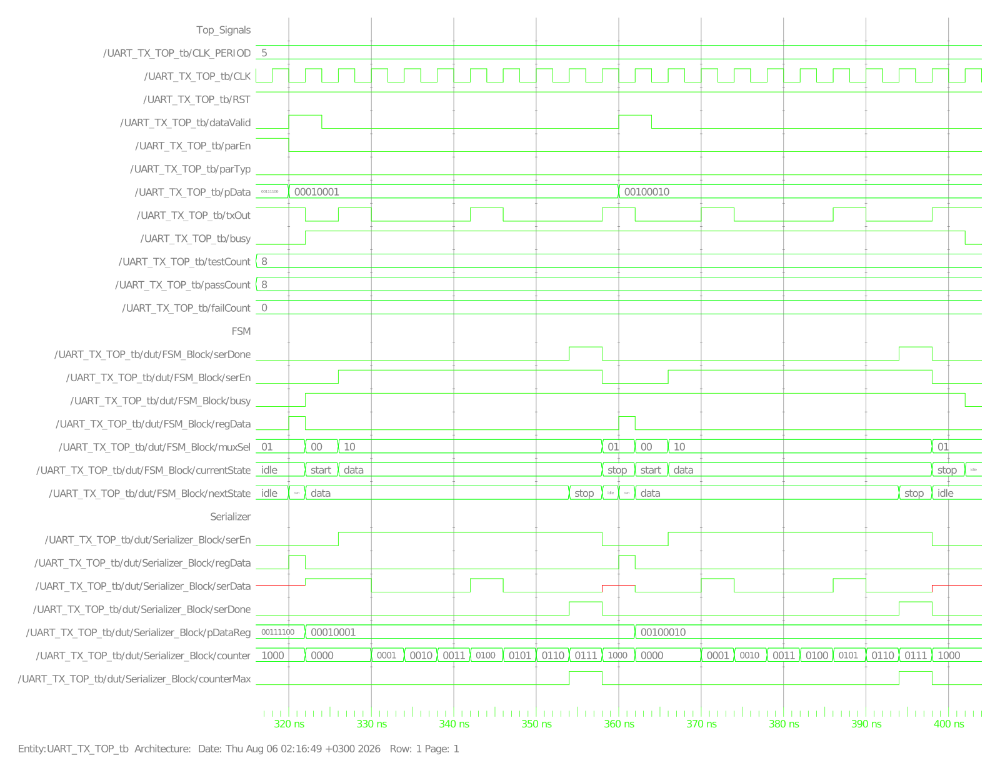 Top_Signals
/UART_TX_TOP_tb/CLK_PERIOD 5
/UART_TX_TOP_tb/CLK
/UART_TX_TOP_tb/RST
/UART_TX_TOP_tb/dataValid
/UART_TX_TOP_tb/parEn
/UART_TX_TOP_tb/parTyp
/UART_TX_TOP_tb/pData 00111100 00010001 00100010
/UART_TX_TOP_tb/txOut
/UART_TX_TOP_tb/busy
/UART_TX_TOP_tb/testCount 8
/UART_TX_TOP_tb/passCount 8
/UART_TX_TOP_tb/failCount 0
FSM
/UART_TX_TOP_tb/dut/FSM_Block/serDone
/UART_TX_TOP_tb/dut/FSM_Block/serEn
/UART_TX_TOP_tb/dut/FSM_Block/busy
/UART_TX_TOP_tb/dut/FSM_Block/regData
/UART_TX_TOP_tb/dut/FSM_Block/muxSel 01 00 10 01 00 10 01
/UART_TX_TOP_tb/dut/FSM_Block/currentState idle start data stop start data stop idle
/UART_TX_TOP_tb/dut/FSM_Block/nextState idle start data stop idle start data stop idle
Serializer
/UART_TX_TOP_tb/dut/Serializer_Block/serEn
/UART_TX_TOP_tb/dut/Serializer_Block/regData
/UART_TX_TOP_tb/dut/Serializer_Block/serData
/UART_TX_TOP_tb/dut/Serializer_Block/serDone
/UART_TX_TOP_tb/dut/Serializer_Block/pDataReg 00111100 00010001 00100010
/UART_TX_TOP_tb/dut/Serializer_Block/counter 1000 0000 0001 0010 0011 0100 0101 0110 0111 1000 0000 0001 0010 0011 0100 0101 0110 0111 1000
/UART_TX_TOP_tb/dut/Serializer_Block/counterMax
320 ns 330 ns 340 ns 350 ns 360 ns 370 ns 380 ns 390 ns 400 ns
Entity:UART_TX_TOP_tb Architecture: Date: Thu Aug 06 02:16:49 +0300 2026 Row: 1 Page: 1